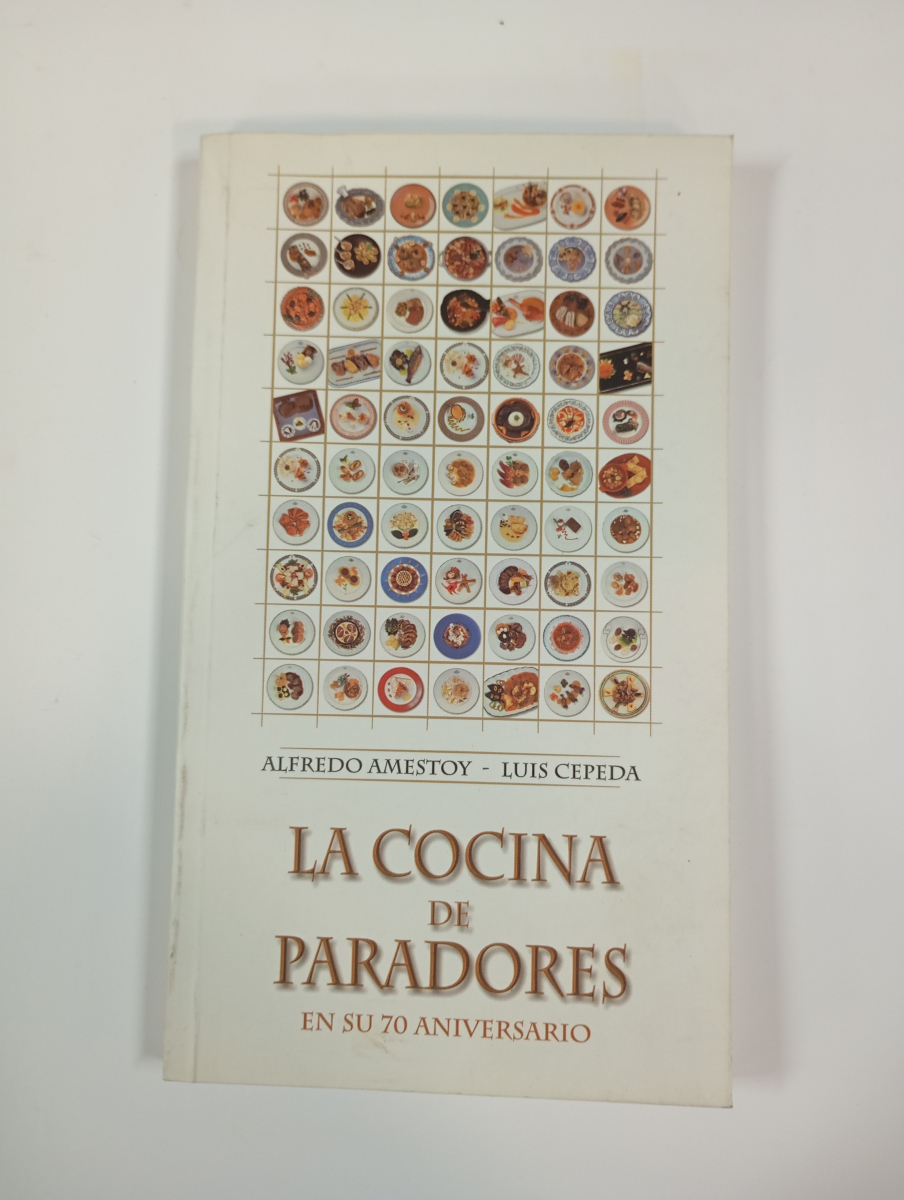 ALFREDO AMESTOY - LUIS CEPEDA
LA COCINA
DE
PARADORES
EN SU 70 ANIVERSARIO